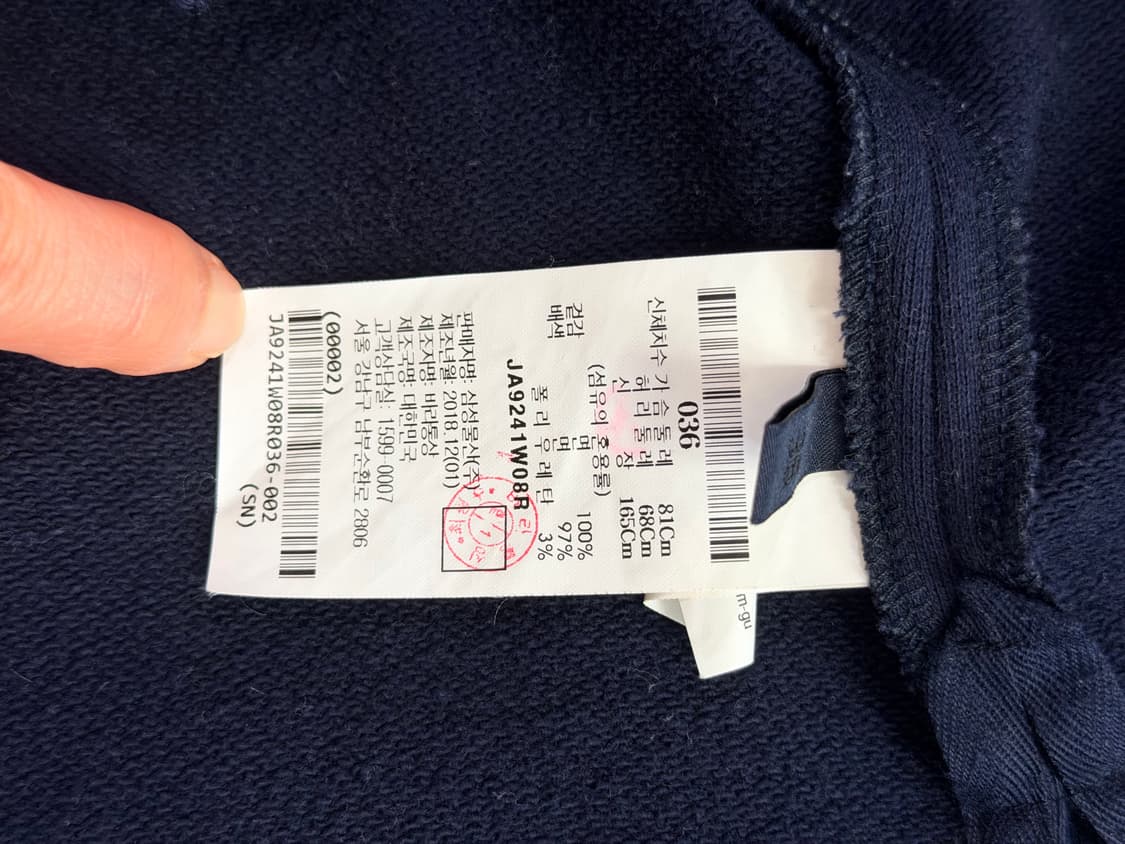 036
신체치수 가슴둘레 81Cm
허리둘레 68Cm
신 장 165Cm
(섬유의 혼용률)
겉감 면 100%
배색 면 97%
폴리우레탄 3%
JA9241W08R
판매자명: 삼성물산(주)
제조년월: 2018.12(01)
제조자명: 바라통상
제조국명: 대한민국
고객상담실: 1599-0007
서울 강남구 남부순환로 2806
(00002)
JA9241W08R036-002
(SN)
m-gu